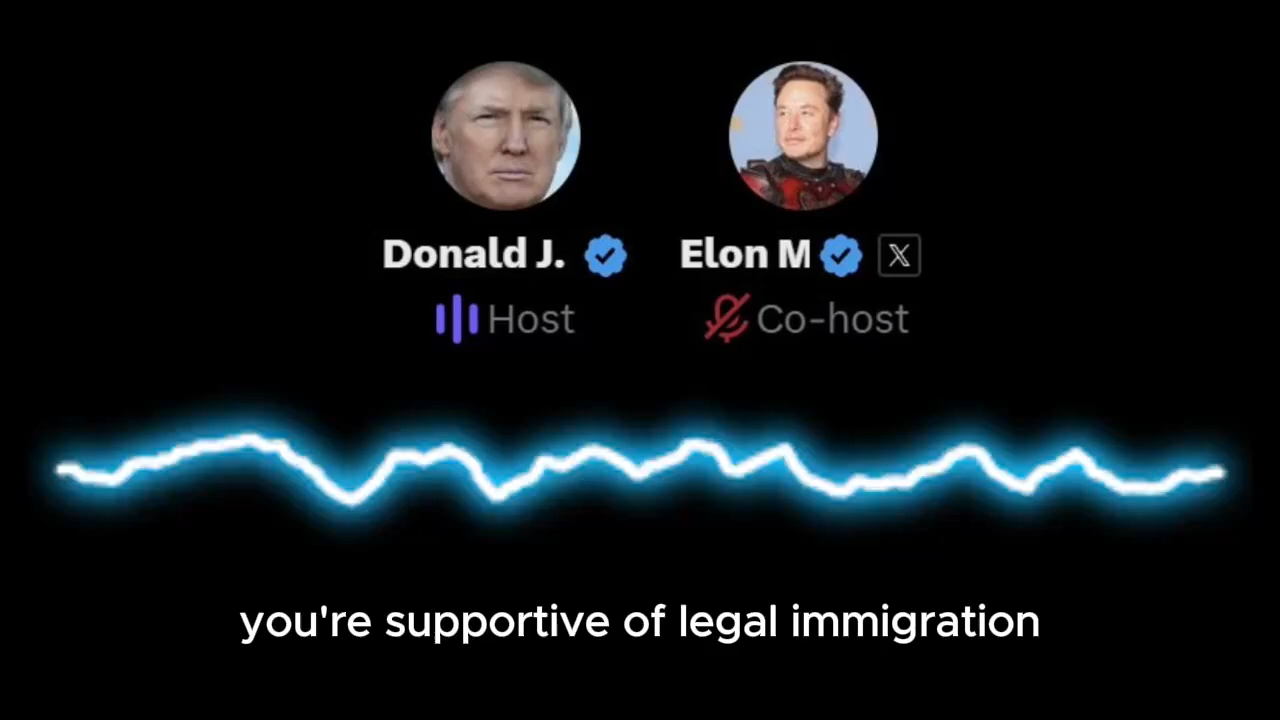 Donald J. Elon M X
Host Co-host
you're supportive of legal immigration